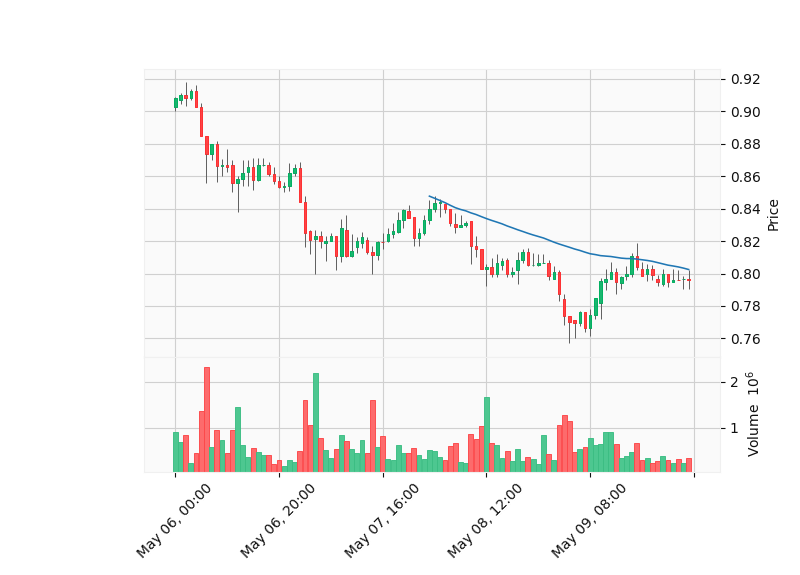 0.92
0.90
0.88
0.86
0.84
0.82
0.80
0.78
0.76
Price
2
1
Volume 10⁶
May 06, 00:00
May 06, 20:00
May 07, 16:00
May 08, 12:00
May 09, 08:00